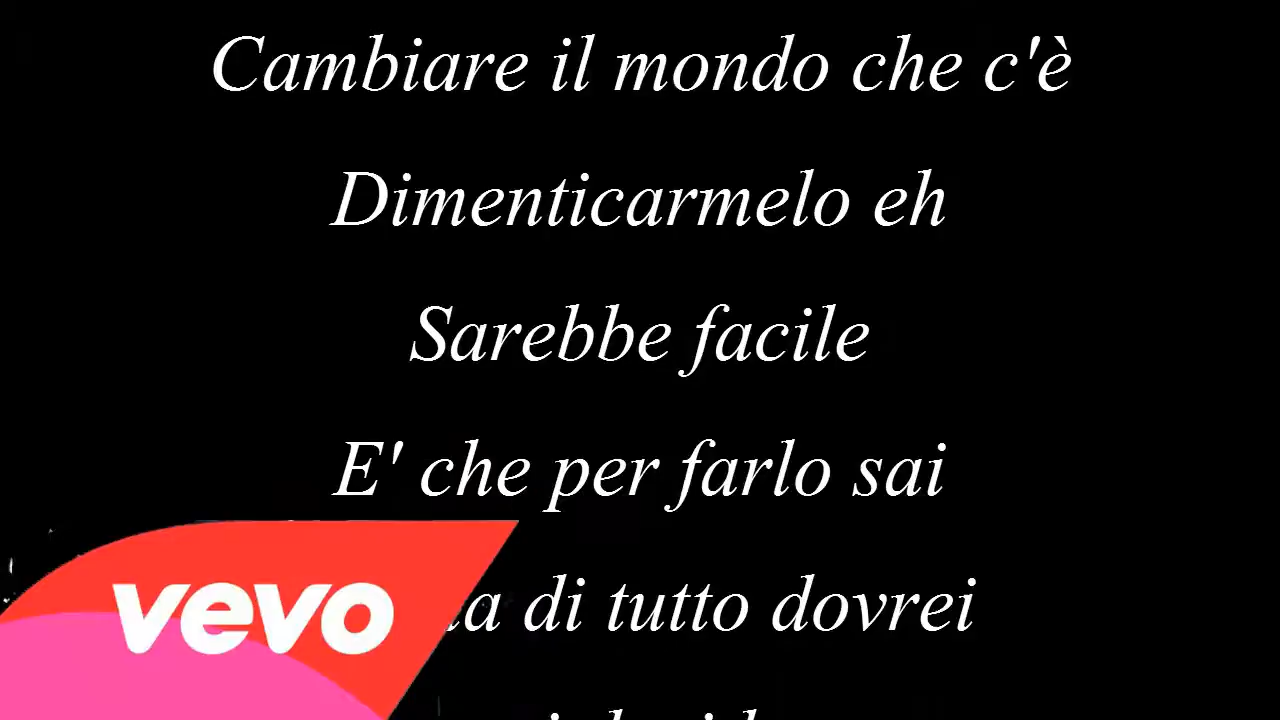 Cambiare il mondo che c'è
Dimenticarmelo eh
Sarebbe facile
E' che per farlo sai
di tutto dovrei
vevo